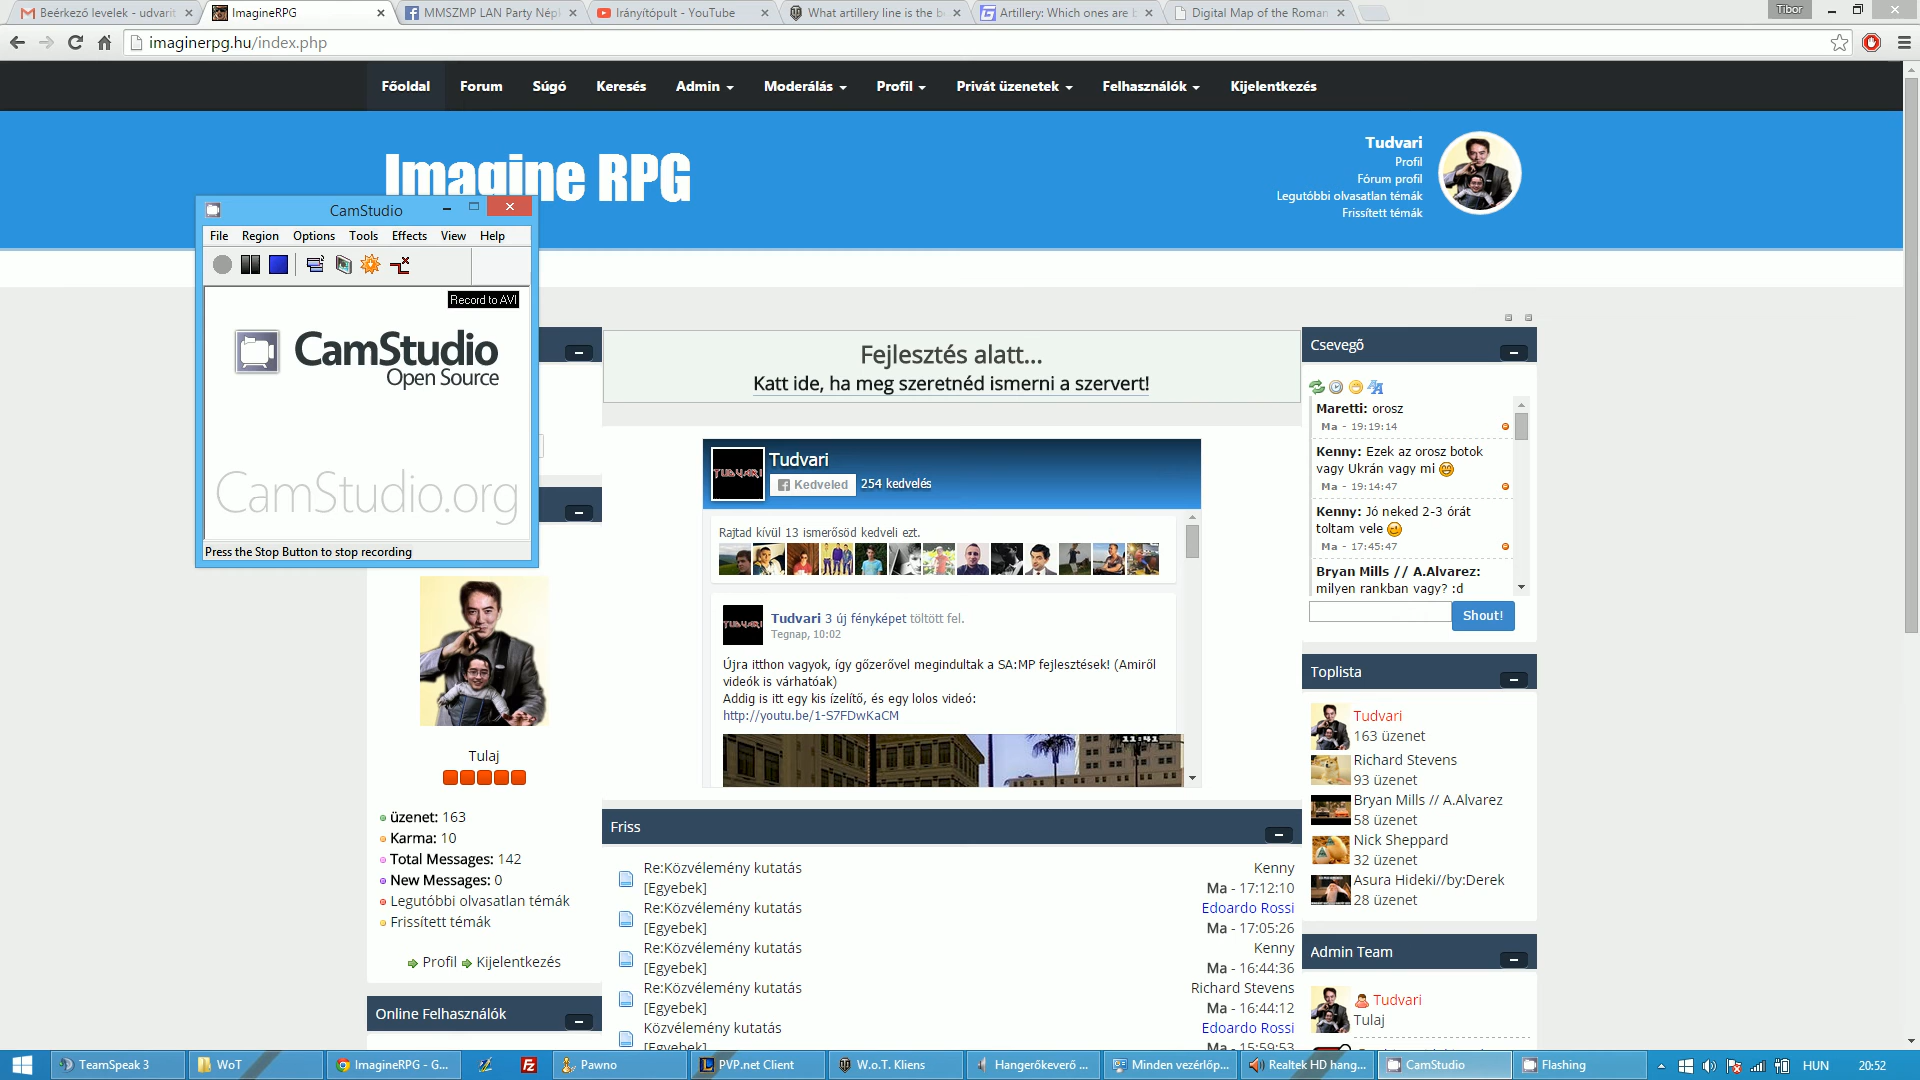 Beérkező levelek - udvarit
ImagineRPG
MMSZMP LAN Party Népl
Irányítópult - YouTube
What artillery line is the be
Artillery: Which ones are b
Digital Map of the Roman
Tibor
imaginerpg.hu/index.php
Főoldal
Forum
Súgó
Keresés
Admin
Moderálás
Profil
Privát üzenetek
Felhasználók
Kijelentkezés
Imagine RPG
Tudvari
Profil
Fórum profil
Legutóbbi olvasatlan témák
Frissített témák
CamStudio
File Region Options Tools Effects View Help
Record to AVI
CamStudio
Open Source
CamStudio.org
Press the Stop Button to stop recording
Tulaj
üzenet: 163
Karma: 10
Total Messages: 142
New Messages: 0
Legutóbbi olvasatlan témák
Frissített témák
Profil Kijelentkezés
Online Felhasználók
Fejlesztés alatt...
Katt ide, ha meg szeretnéd ismerni a szervert!
TUDVARI
Tudvari
Kedveled 254 kedvelés
Rajtad kívül 13 ismerősöd kedveli ezt.
TUDVARI
Tudvari 3 új fényképet töltött fel.
Tegnap, 10:02
Újra itthon vagyok, így gőzerővel megindultak a SA:MP fejlesztések! (Amiről
videók is várhatóak)
Addig is itt egy kis ízelítő, és egy lolos videó:
http://youtu.be/1-S7FDwKaCM
11:41
Friss
Re:Közvélemény kutatás Kenny
[Egyebek] Ma - 17:12:10
Re:Közvélemény kutatás Edoardo Rossi
[Egyebek] Ma - 17:05:26
Re:Közvélemény kutatás Kenny
[Egyebek] Ma - 16:44:36
Re:Közvélemény kutatás Richard Stevens
[Egyebek] Ma - 16:44:12
Közvélemény kutatás Edoardo Rossi
[Egyebek] Ma - 15:59:53
Csevegő
Maretti: orosz
Ma - 19:19:14
Kenny: Ezek az orosz botok
vagy Ukrán vagy mi
Ma - 19:14:47
Kenny: Jó neked 2-3 órát
toltam vele
Ma - 17:45:47
Bryan Mills // A.Alvarez:
milyen rankban vagy? :d
Shout!
Toplista
Tudvari
163 üzenet
Richard Stevens
93 üzenet
Bryan Mills // A.Alvarez
58 üzenet
Nick Sheppard
32 üzenet
Asura Hideki//by:Derek
28 üzenet
Admin Team
Tudvari
Tulaj
TeamSpeak 3
WoT
ImagineRPG - G...
Pawno
PVP.net Client
W.o.T. Kliens
Hangerőkeverő ...
Minden vezérlőp...
Realtek HD hang...
CamStudio
Flashing
HUN
20:52